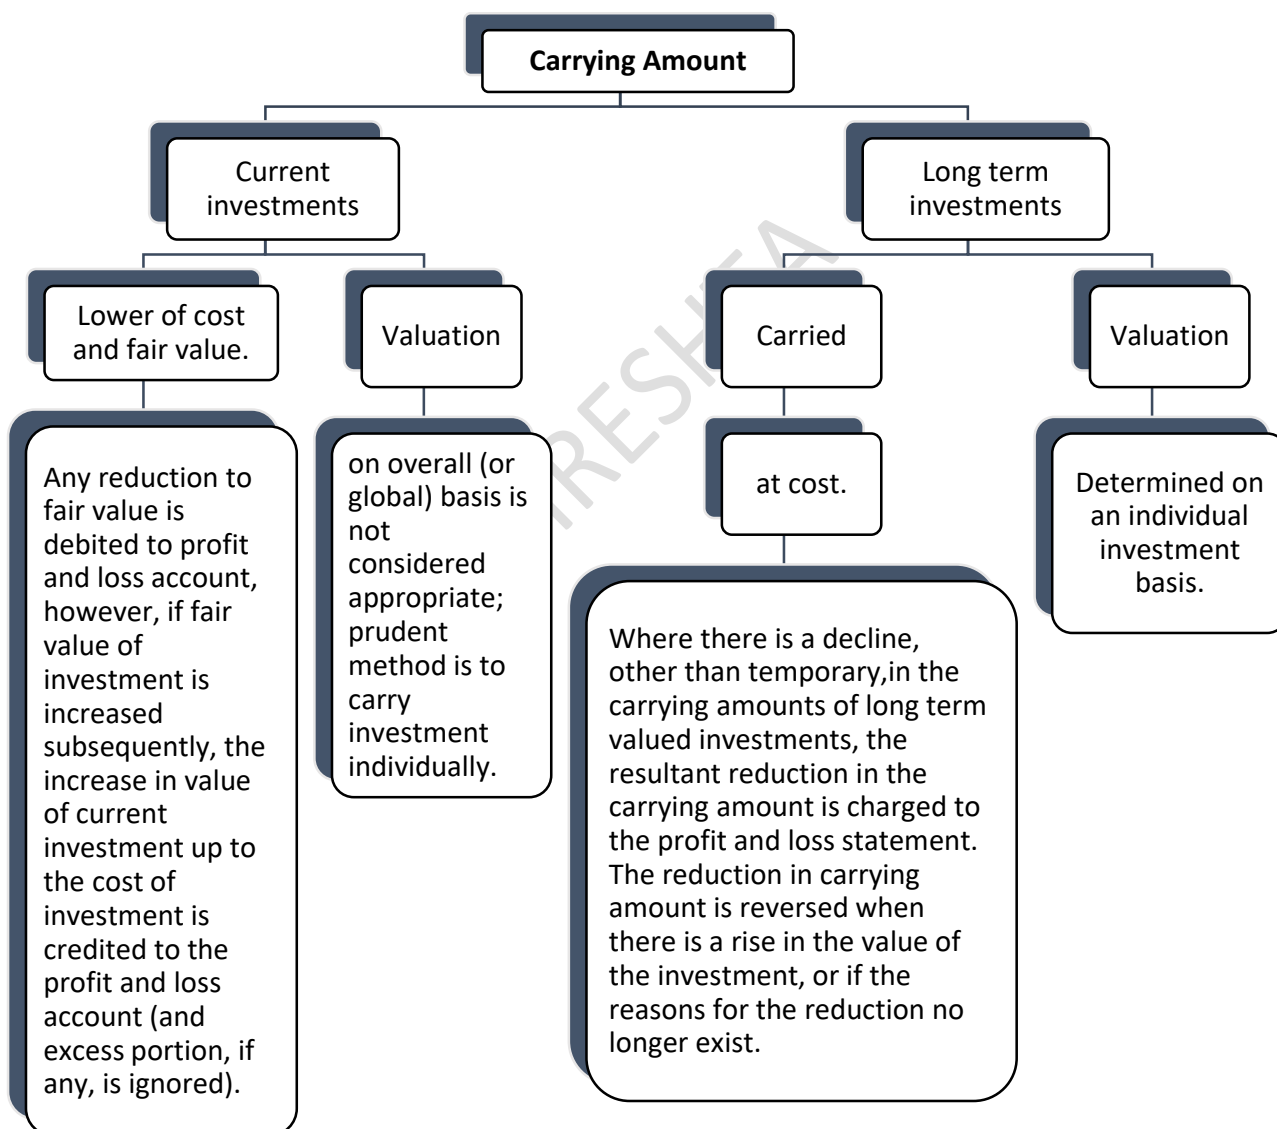 Carrying Amount
Current
investments
Long term
investments
Lower of cost
and fair value.
Valuation
Carried
Valuation
Any reduction to
fair value is
debited to profit
and loss account,
however, if fair
value of
investment is
increased
subsequently, the
increase in value
of current
investment up to
the cost of
investment is
credited to the
profit and loss
account (and
excess portion, if
any, is ignored).
on overall (or
global) basis is
not
considered
appropriate;
prudent
method is to
carry
investment
individually.
at cost.
Where there is a decline,
other than temporary,in the
carrying amounts of long term
valued investments, the
resultant reduction in the
carrying amount is charged to
the profit and loss statement.
The reduction in carrying
amount is reversed when
there is a rise in the value of
the investment, or if the
reasons for the reduction no
longer exist.
Determined on
an individual
investment
basis.